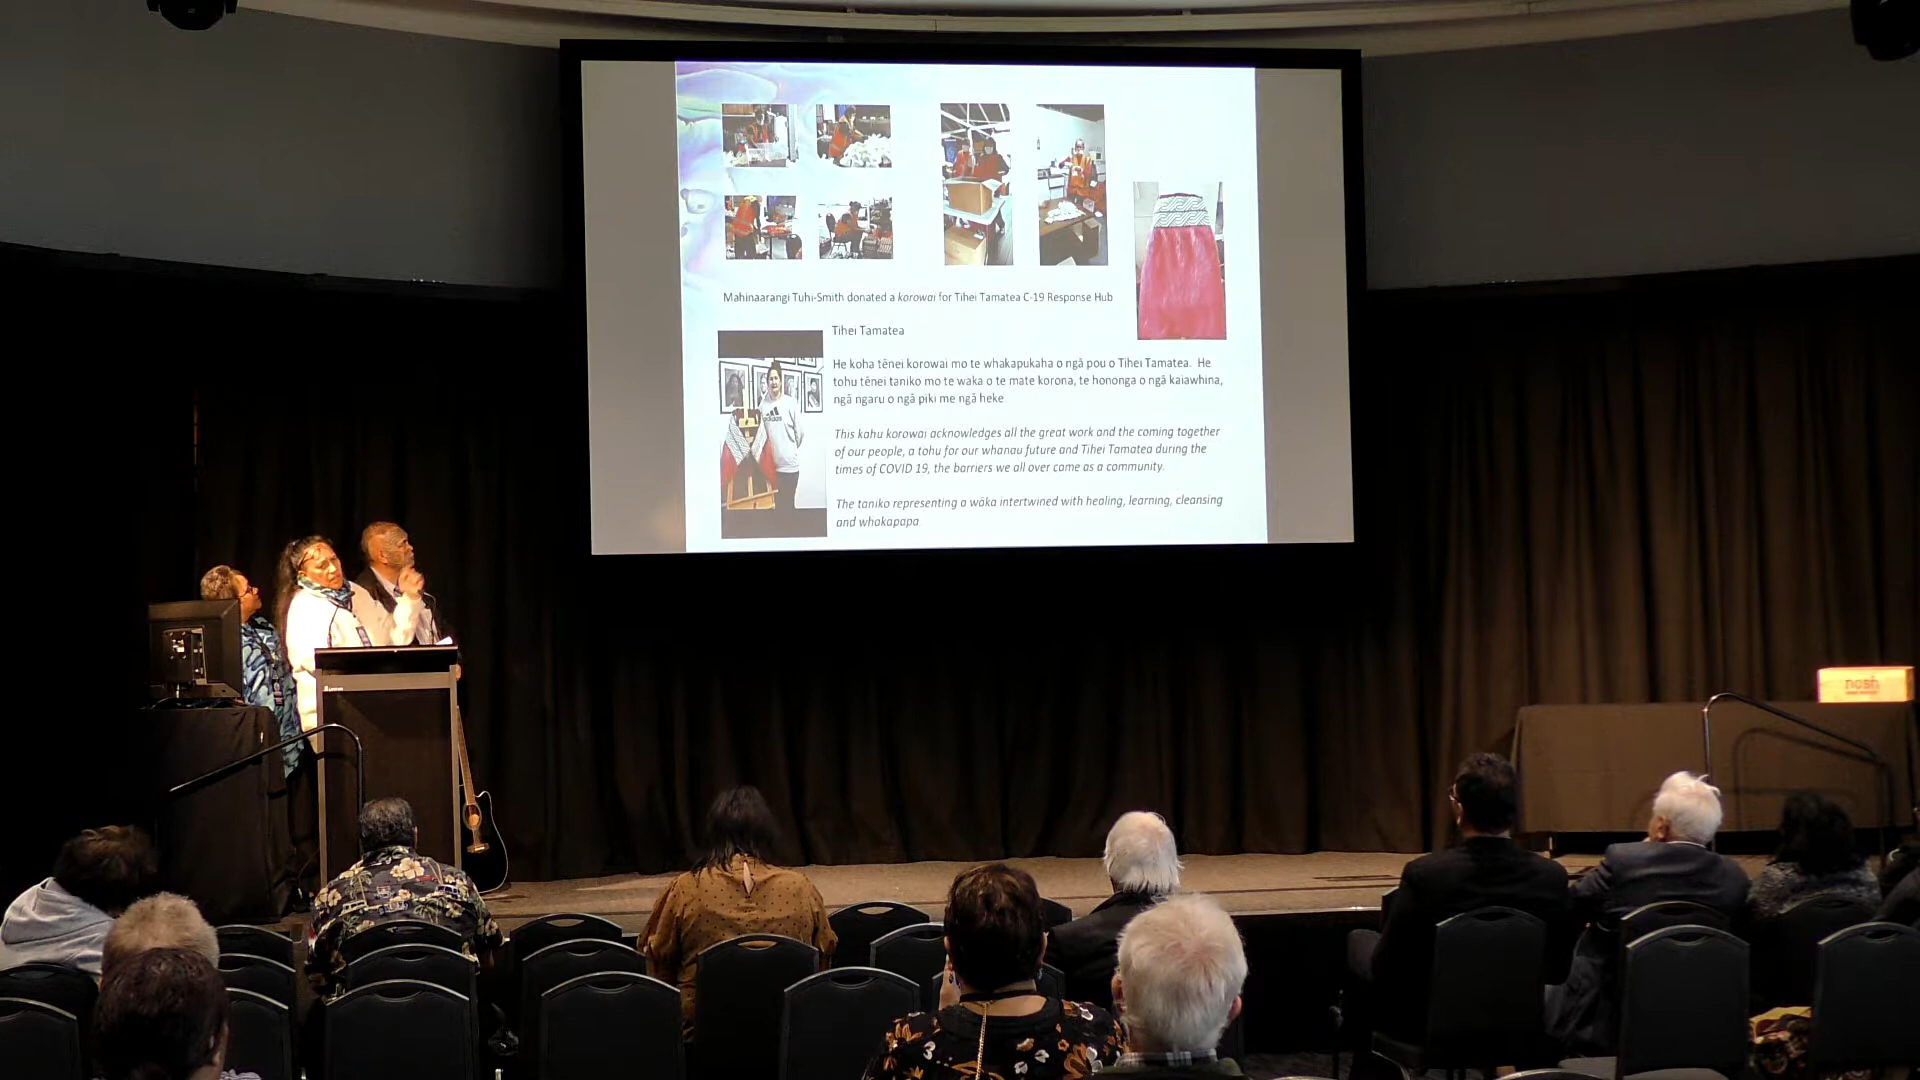 Mahinaarangi Tuhi-Smith donated a korowai for Tihei Tamatea C-19 Response Hub
Tihei Tamatea
He koha tēnei korowai mo te whakapukaha o ngā pou o Tihei Tamatea. He
tohu tēnei taniko mo te waka o te mate korona, te hononga o ngā kaiawhina,
ngā ngaru o ngā piki me ngā heke
adidas
This kahu korowai acknowledges all the great work and the coming together
of our people, a tohu for our whanau future and Tihei Tamatea during the
times of COVID 19, the barriers we all over came as a community.
The taniko representing a wāka intertwined with healing, learning, cleansing
and whakapapa
nosh